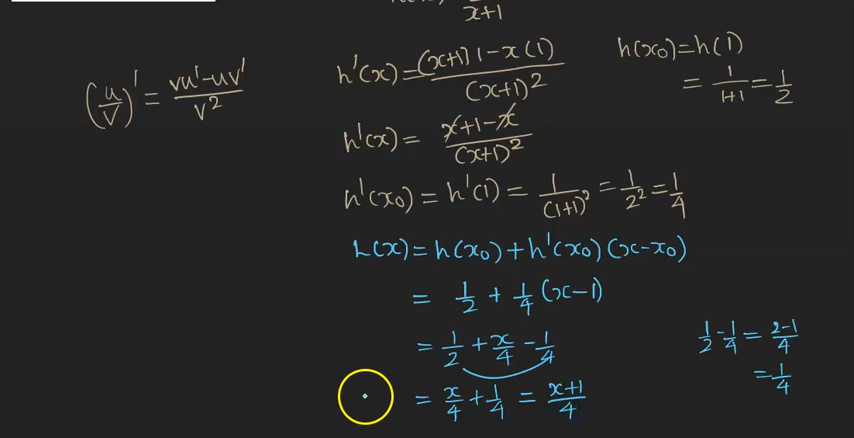 x+1
(u/v)' = (vu'-uv')/v²
h'(x) = ((x+1)1-x(1))/(x+1)²
h(x₀)=h(1)
= 1/(1+1) = 1/2
h'(x) = (x+1-x)/(x+1)²
h'(x₀) = h'(1) = 1/(1+1)² = 1/2² = 1/4
L(x) = h(x₀)+h'(x₀)(x-x₀)
= 1/2 + 1/4 (x-1)
= 1/2 + x/4 - 1/4
= x/4 + 1/4 = (x+1)/4
1/2 - 1/4 = (2-1)/4
= 1/4